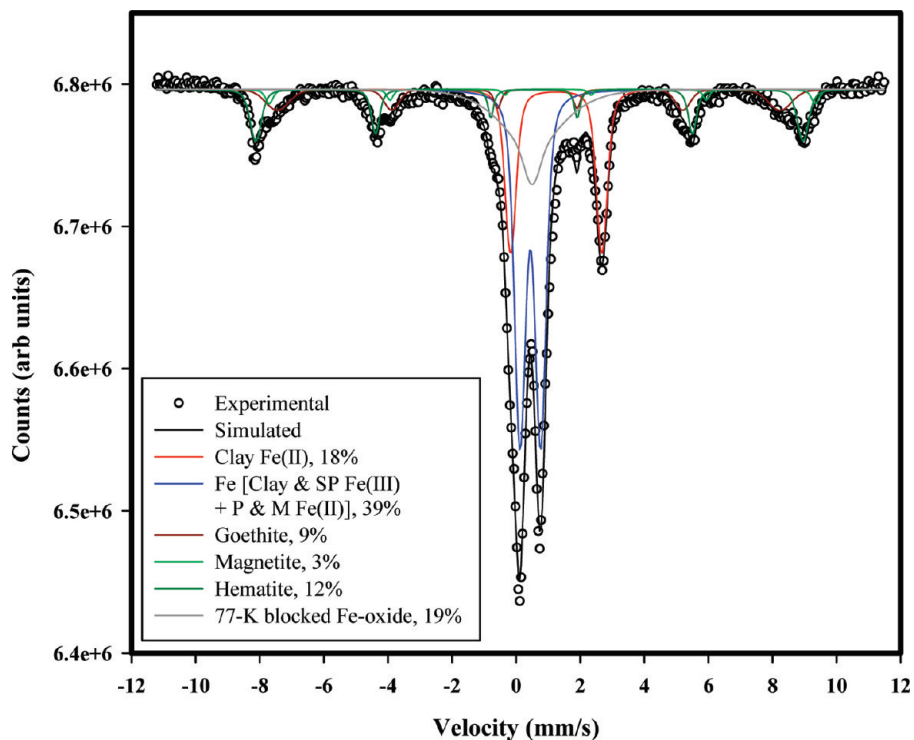 6.8e+6
6.7e+6
6.6e+6
6.5e+6
6.4e+6
Counts (arb units)
Experimental
Simulated
Clay Fe(II), 18%
Fe [Clay & SP Fe(III)
+ P & M Fe(II)], 39%
Goethite, 9%
Magnetite, 3%
Hematite, 12%
77-K blocked Fe-oxide, 19%
-12 -10 -8 -6 -4 -2 0 2 4 6 8 10 12
Velocity (mm/s)